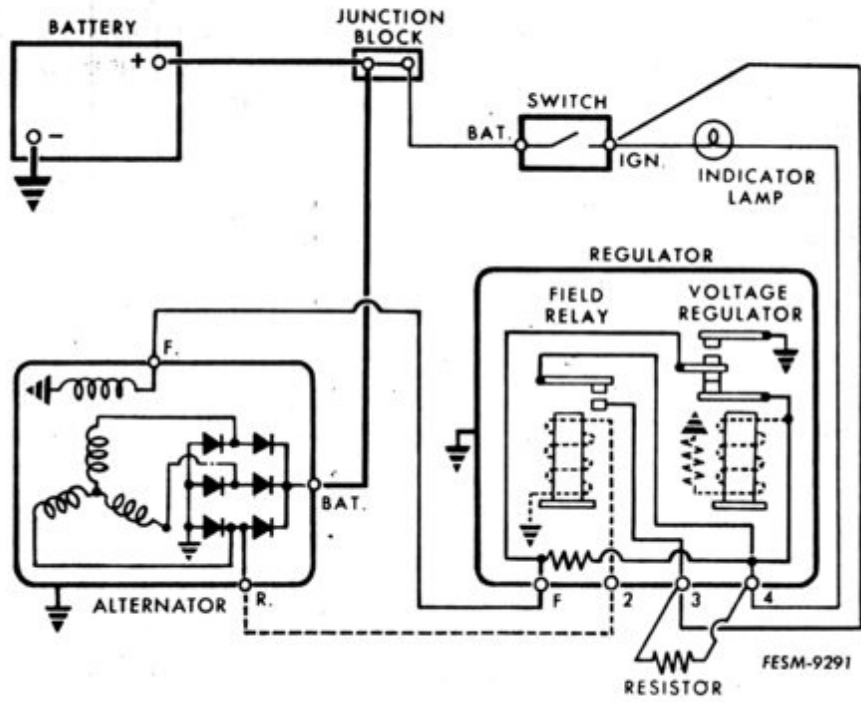 BATTERY
JUNCTION
BLOCK
+
-
SWITCH
BAT.
IGN.
INDICATOR
LAMP
REGULATOR
FIELD
RELAY
VOLTAGE
REGULATOR
F.
BAT.
ALTERNATOR
R.
F
2
3
4
RESISTOR
FESM-9291